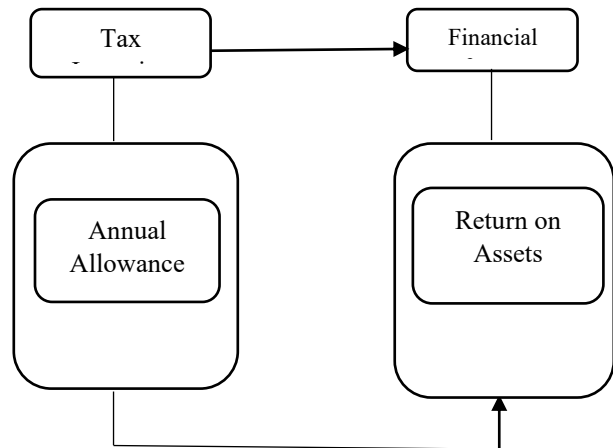 Tax
Financial
Annual
Allowance
Return on
Assets